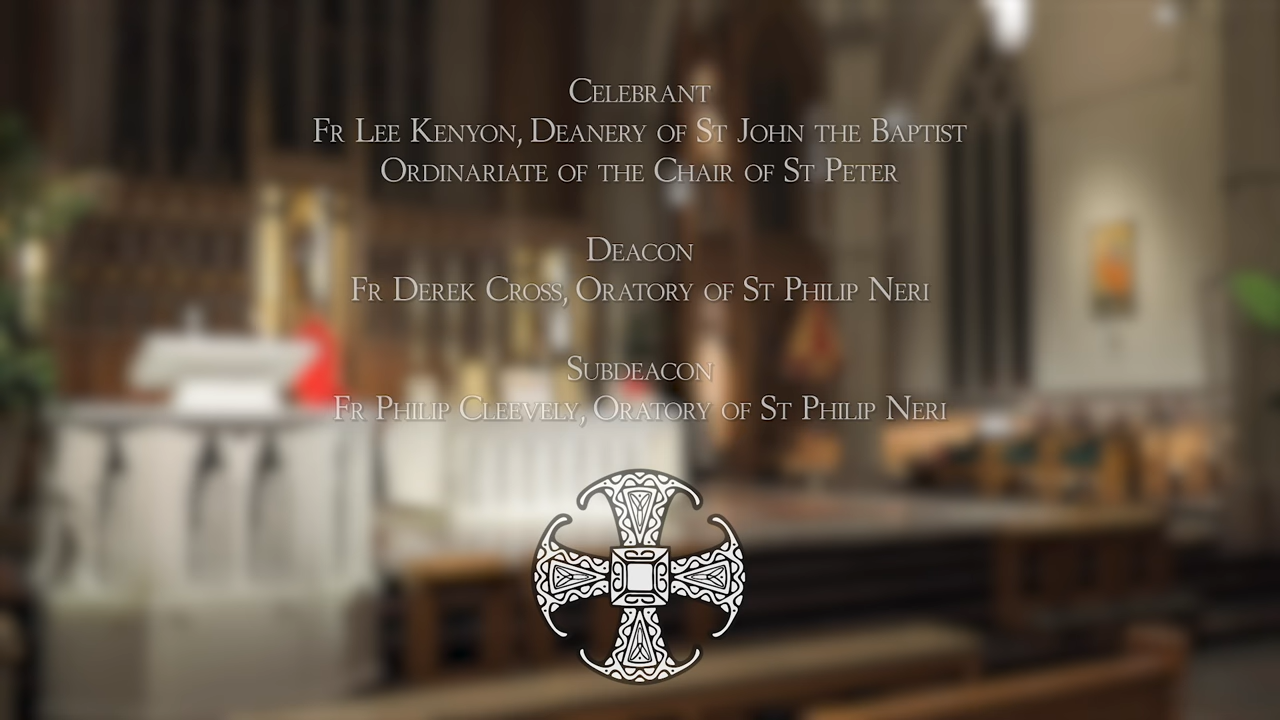 Celebrant
Fr Lee Kenyon, Deanery of St John the Baptist
Ordinariate of the Chair of St Peter
Deacon
Fr Derek Cross, Oratory of St Philip Neri
Subdeacon
Fr Philip Cleevely, Oratory of St Philip Neri